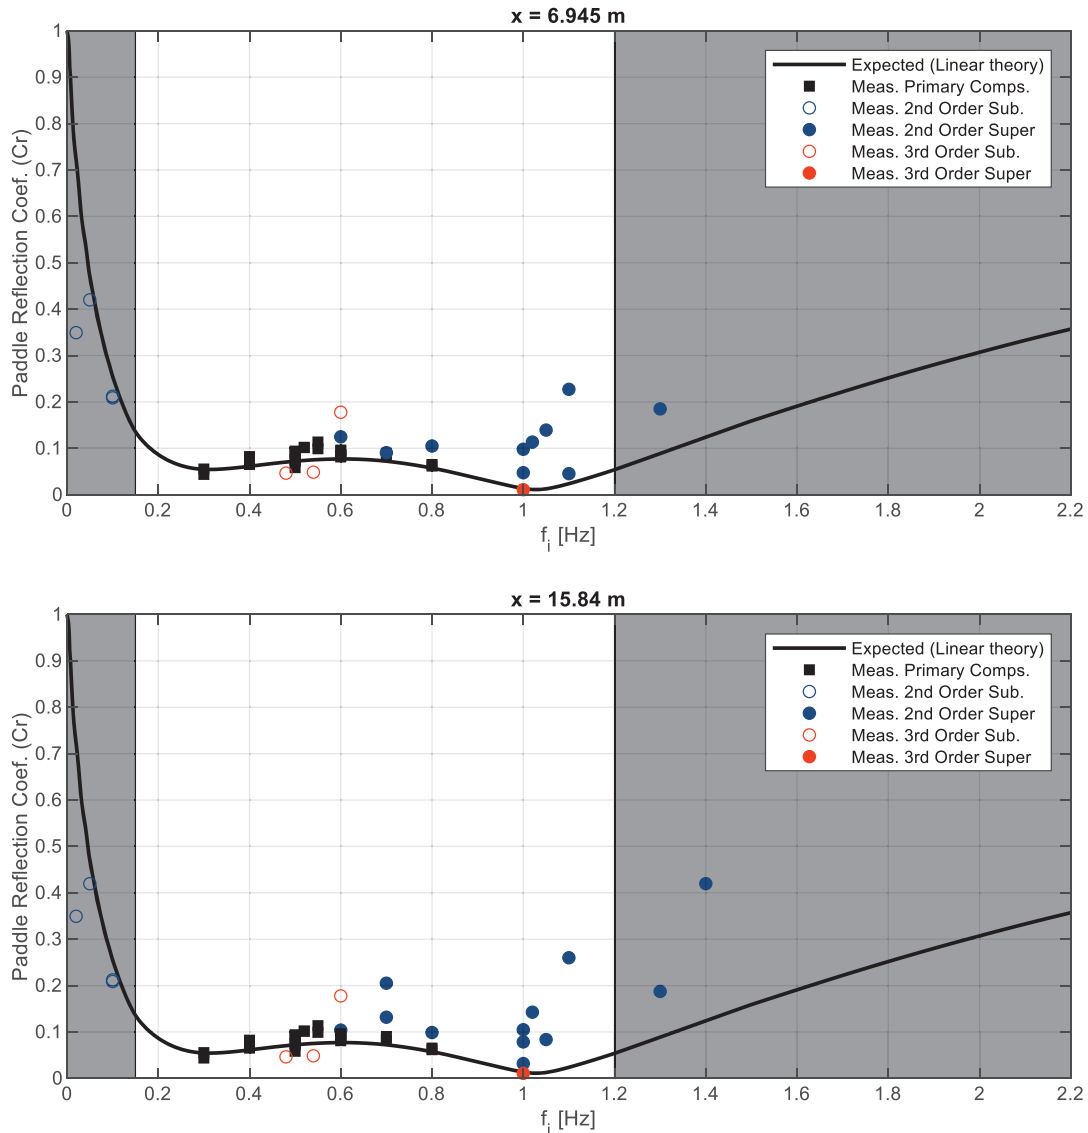 x = 6.945 m
1
0.9
0.8
0.7
0.6
0.5
0.4
0.3
0.2
0.1
0
Paddle Reflection Coef. (Cr)
Expected (Linear theory)
Meas. Primary Comps.
Meas. 2nd Order Sub.
Meas. 2nd Order Super
Meas. 3rd Order Sub.
Meas. 3rd Order Super
0 0.2 0.4 0.6 0.8 1 1.2 1.4 1.6 1.8 2 2.2
f_i [Hz]
x = 15.84 m
1
0.9
0.8
0.7
0.6
0.5
0.4
0.3
0.2
0.1
0
Paddle Reflection Coef. (Cr)
Expected (Linear theory)
Meas. Primary Comps.
Meas. 2nd Order Sub.
Meas. 2nd Order Super
Meas. 3rd Order Sub.
Meas. 3rd Order Super
0 0.2 0.4 0.6 0.8 1 1.2 1.4 1.6 1.8 2 2.2
f_i [Hz]